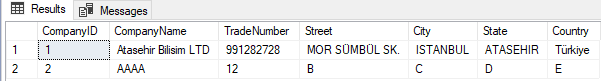 Results Messages
CompanyID CompanyName TradeNumber Street City State Country
1 1 Atasehir Bilisim LTD 991282728 MOR SÜMBÜL SK. ISTANBUL ATASEHIR Türkiye
2 2 AAAA 12 B C D E